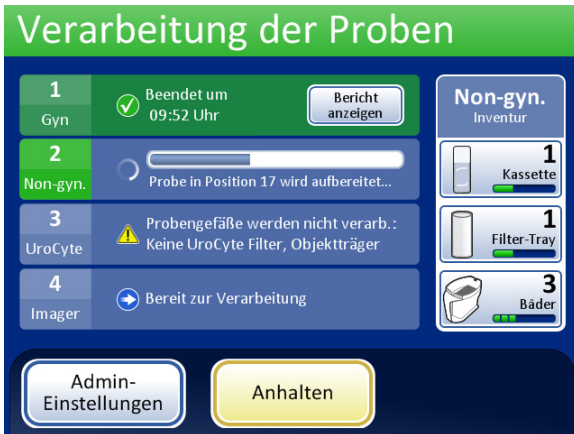 Verarbeitung der Proben
1
Gyn
Beendet um
09:52 Uhr
Bericht
anzeigen
2
Non-gyn.
Probe in Position 17 wird aufbereitet...
3
UroCyte
Probengefäße werden nicht verarb.:
Keine UroCyte Filter, Objektträger
4
Imager
Bereit zur Verarbeitung
Non-gyn.
Inventur
1
Kassette
1
Filter-Tray
3
Bäder
Admin-
Einstellungen
Anhalten